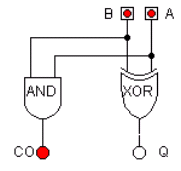 B A
AND XOR
CO Q